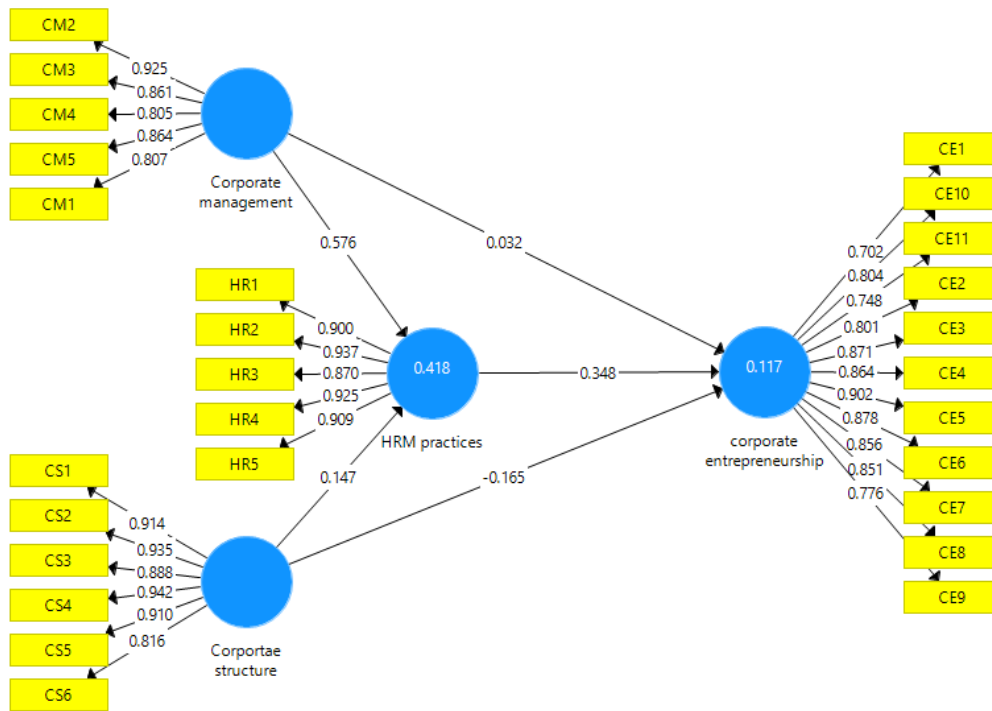 CM2
CM3
CM4
CM5
CM1
0.925
0.861
0.805
0.864
0.807
Corporate
management
0.576
0.032
HR1
HR2
HR3
HR4
HR5
0.900
0.937
0.870
0.925
0.909
0.418
HRM practices
0.348
0.147
-0.165
CS1
CS2
CS3
CS4
CS5
CS6
0.914
0.935
0.888
0.942
0.910
0.816
Corportae
structure
0.117
corporate
entrepreneurship
0.702
0.804
0.748
0.801
0.871
0.864
0.902
0.878
0.856
0.851
0.776
CE1
CE10
CE11
CE2
CE3
CE4
CE5
CE6
CE7
CE8
CE9